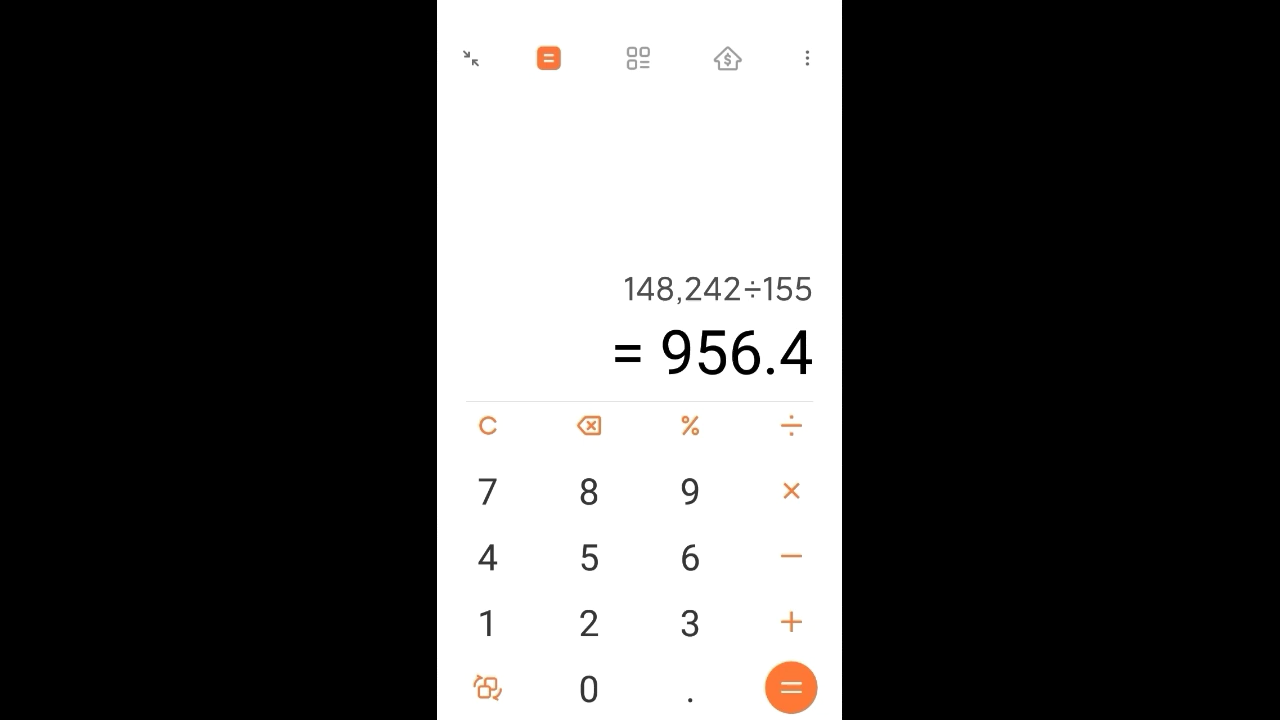 148,242÷155
= 956.4
C % ÷
7 8 9 ×
4 5 6 −
1 2 3 +
0 . =